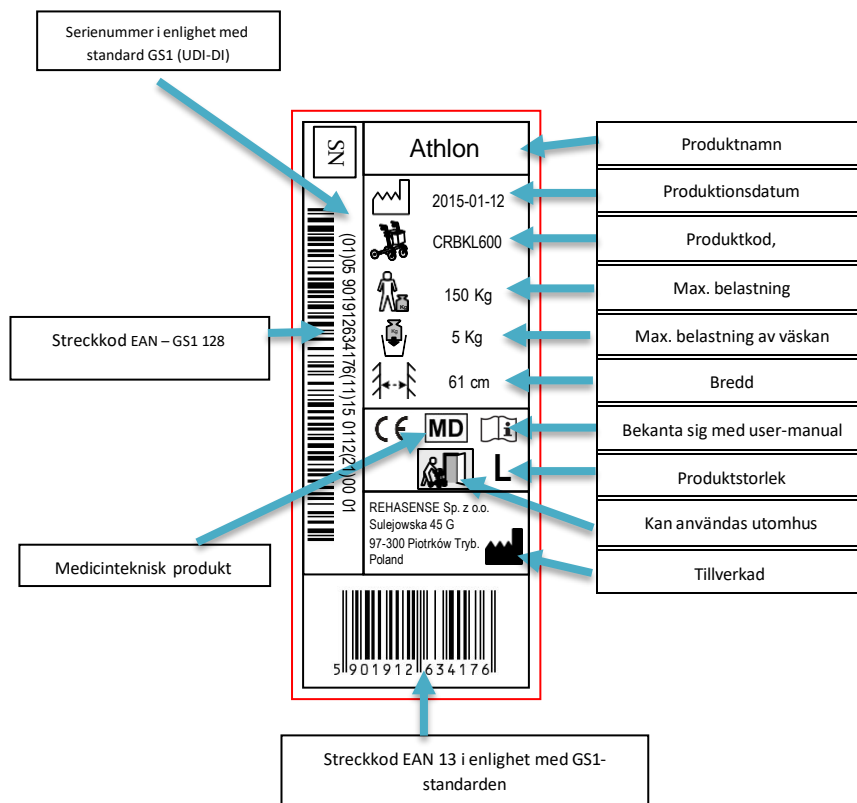 Serienummer i enlighet med
standard GS1 (UDI-DI)
SN
Athlon
Produktnamn
2015-01-12
Produktionsdatum
CRBKL600
Produktkod,
Kg
150 Kg
Max. belastning
Kg
5 Kg
Max. belastning av väskan
61 cm
Bredd
(01)05 901912634176(11)15 0112(21)00 01
Streckkod EAN – GS1 128
CE
MD
i
Bekanta sig med user-manual
L
Produktstorlek
Kan användas utomhus
REHASENSE Sp. z o.o.
Sulejowska 45 G
97-300 Piotrków Tryb.
Poland
Medicinteknisk produkt
Tillverkad
5 901912 634176
Streckkod EAN 13 i enlighet med GS1-
standarden